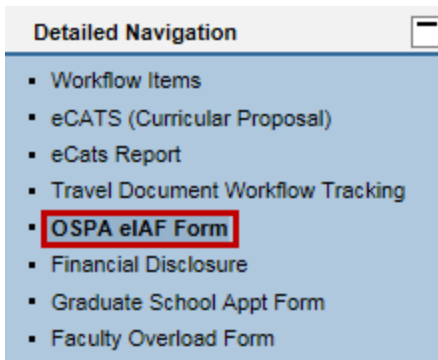 Detailed Navigation
Workflow Items
eCATS (Curricular Proposal)
eCats Report
Travel Document Workflow Tracking
OSPA eIAF Form
Financial Disclosure
Graduate School Appt Form
Faculty Overload Form